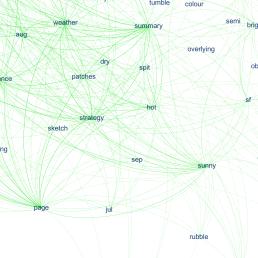 tumble
colour
weather
summary
semi
brig
aug
overlying
dry
spit
ob
ance
patches
hot
sf
strategy
sketch
ng
sep
sunny
page
jul
rubble